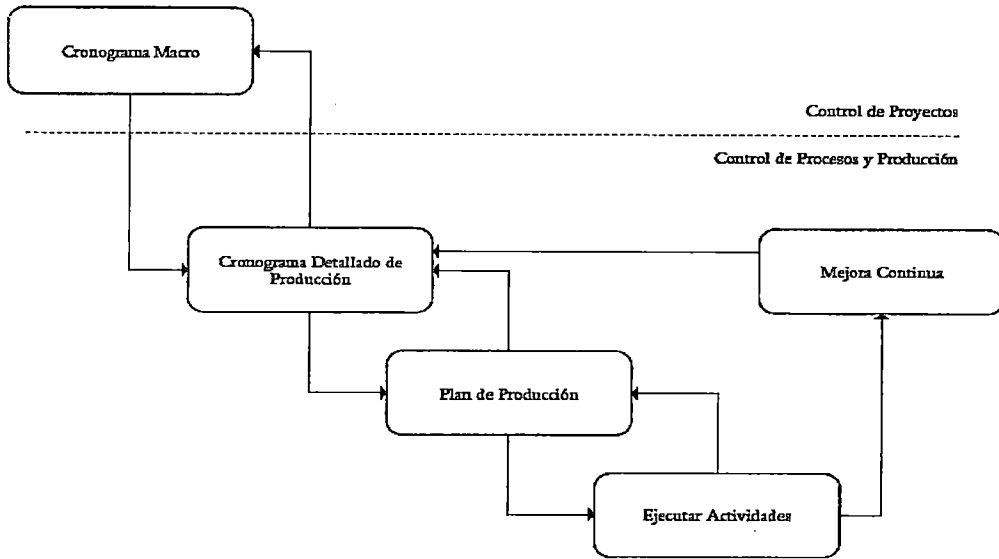 Cronograma Macro
Control de Proyectos
Control de Procesos y Producción
Cronograma Detallado de
Producción
Mejora Continua
Plan de Producción
Ejecutar Actividades